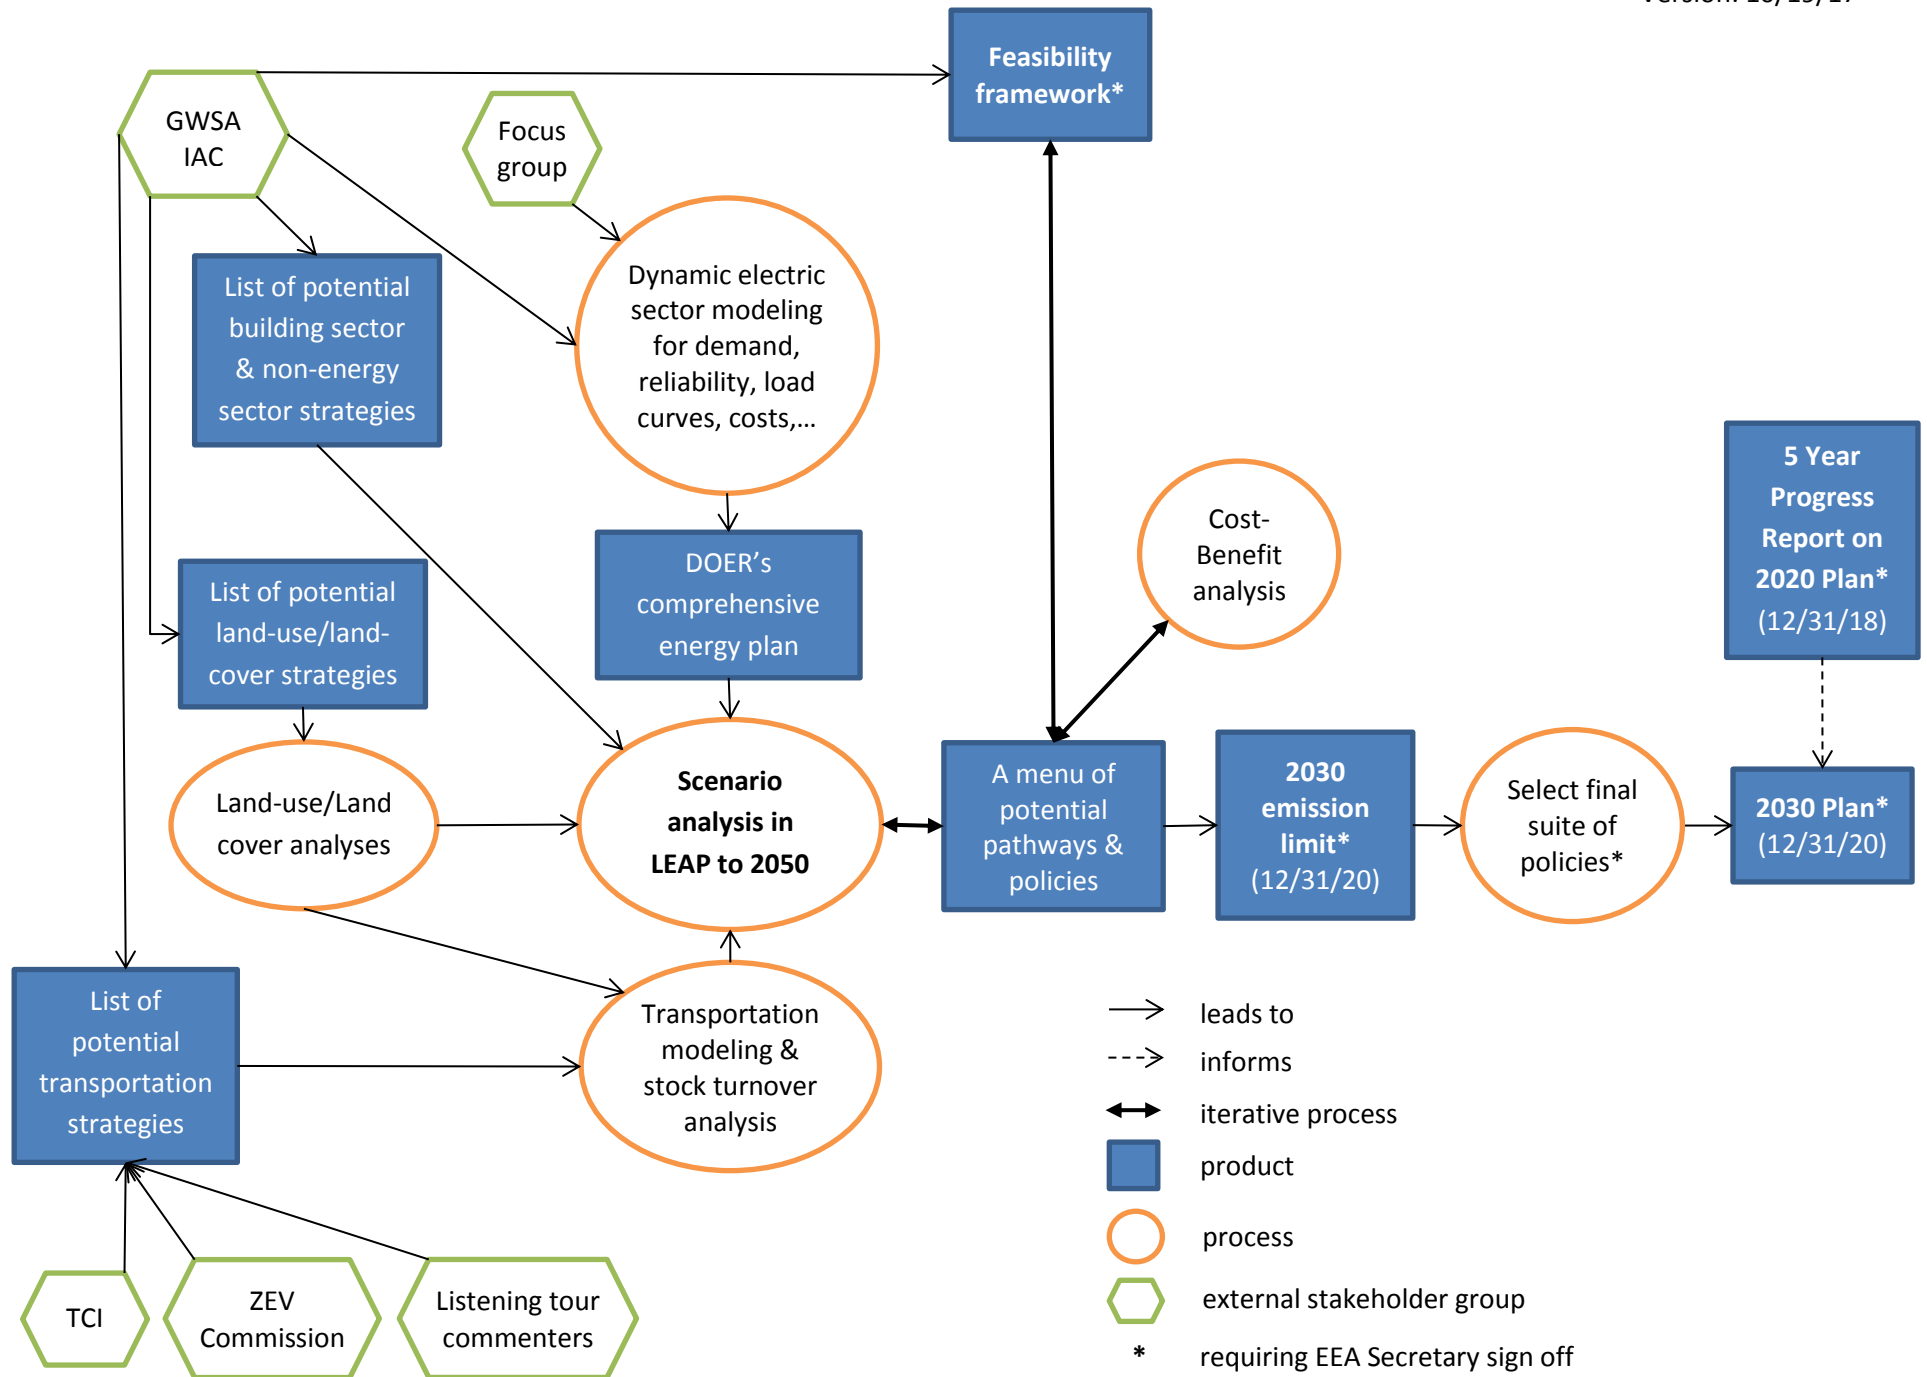 Feasibility
framework*
GWSA
IAC
Focus
group
List of potential
building sector
& non-energy
sector strategies
Dynamic electric
sector modeling
for demand,
reliability, load
curves, costs,...
5 Year
Progress
Report on
2020 Plan*
(12/31/18)
Cost-
Benefit
analysis
DOER’s
comprehensive
energy plan
List of potential
land-use/land-
cover strategies
Land-use/Land
cover analyses
Scenario
analysis in
LEAP to 2050
A menu of
potential
pathways &
policies
2030
emission
limit*
(12/31/20)
Select final
suite of
policies*
2030 Plan*
(12/31/20)
List of
potential
transportation
strategies
Transportation
modeling &
stock turnover
analysis
TCI
ZEV
Commission
Listening tour
commenters
leads to
informs
iterative process
product
process
external stakeholder group
* requiring EEA Secretary sign off